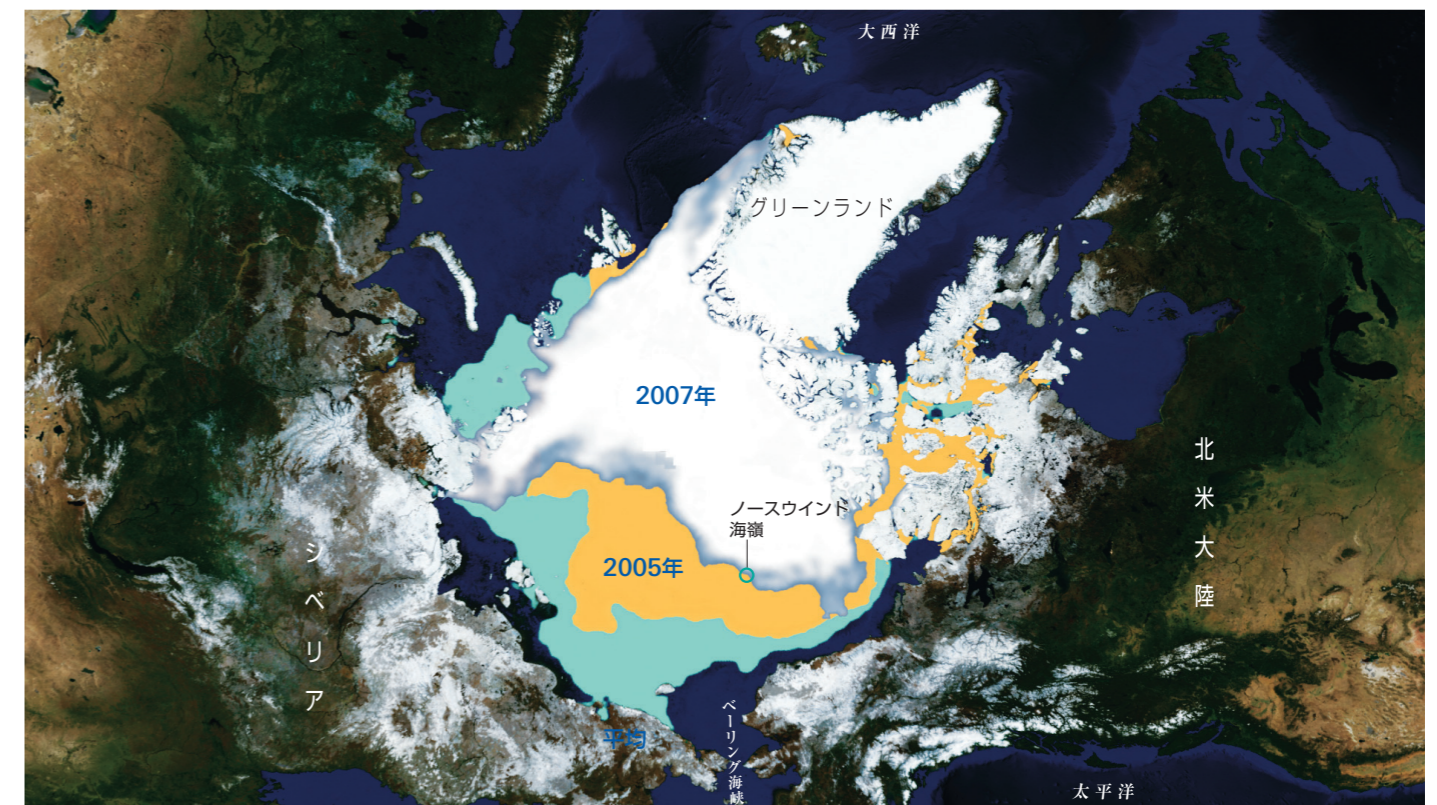 大西洋
グリーンランド
2007年
北米大陸
ノースウインド
海嶺
シベリア
2005年
ベーリング海峡
平均
太平洋